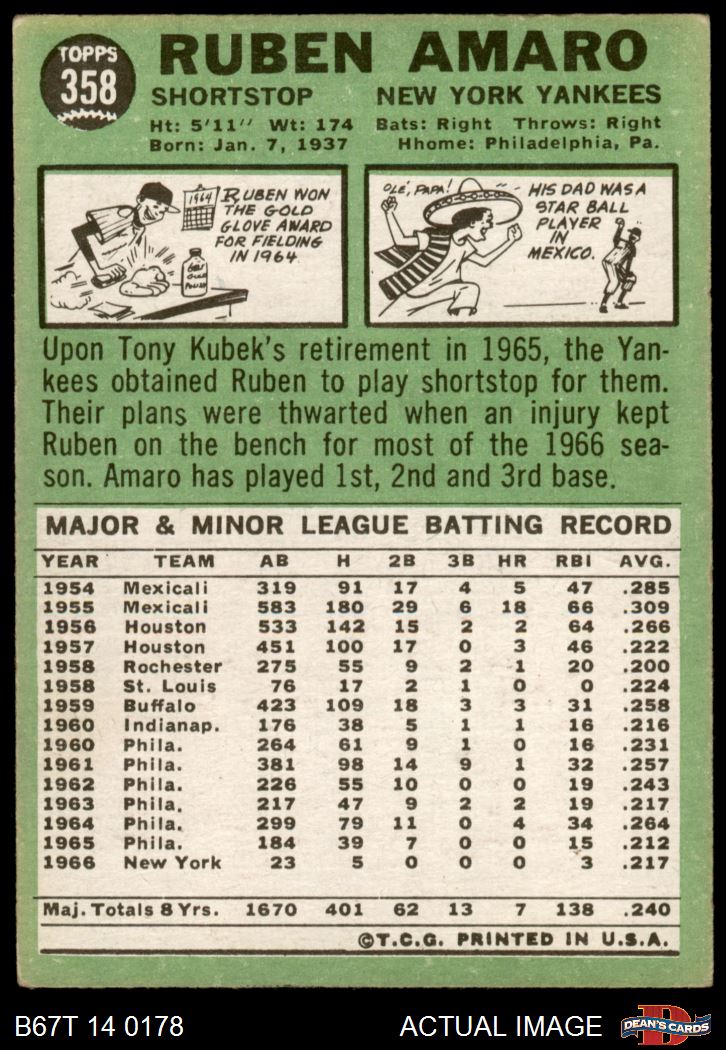 TOPPS
358
RUBEN AMARO
SHORTSTOP NEW YORK YANKEES
Ht: 5'11" Wt: 174 Bats: Right Throws: Right
Born: Jan. 7, 1937 Hhome: Philadelphia, Pa.
1964
RUBEN WON
THE GOLD
GLOVE AWARD
FOR FIELDING
IN 1964
OLÉ, PAPA!
HIS DAD WAS A
STAR BALL
PLAYER
IN
MEXICO.
Upon Tony Kubek's retirement in 1965, the Yan-
kees obtained Ruben to play shortstop for them.
Their plans were thwarted when an injury kept
Ruben on the bench for most of the 1966 sea-
son. Amaro has played 1st, 2nd and 3rd base.
MAJOR & MINOR LEAGUE BATTING RECORD
YEAR TEAM AB H 2B 3B HR RBI AVG.
1954 Mexicali 319 91 17 4 5 47 .285
1955 Mexicali 583 180 29 6 18 66 .309
1956 Houston 533 142 15 2 2 64 .266
1957 Houston 451 100 17 0 3 46 .222
1958 Rochester 275 55 9 2 1 20 .200
1958 St. Louis 76 17 2 1 0 0 .224
1959 Buffalo 423 109 18 3 3 31 .258
1960 Indianap. 176 38 5 1 1 16 .216
1960 Phila. 264 61 9 1 0 16 .231
1961 Phila. 381 98 14 9 1 32 .257
1962 Phila. 226 55 10 0 0 19 .243
1963 Phila. 217 47 9 2 2 19 .217
1964 Phila. 299 79 11 0 4 34 .264
1965 Phila. 184 39 7 0 0 15 .212
1966 New York 23 5 0 0 0 3 .217
Maj. Totals 8 Yrs. 1670 401 62 13 7 138 .240
©T.C.G. PRINTED IN U.S.A.
B67T 14 0178 ACTUAL IMAGE
D
DEAN'S CARDS